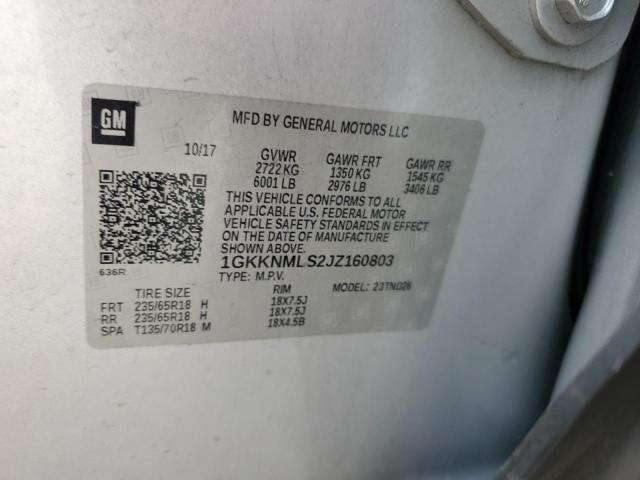 GM
MFD BY GENERAL MOTORS LLC
10/17 GVWR GAWR FRT GAWR RR
2722 KG 1350 KG 1545 KG
6001 LB 2976 LB 3406 LB
THIS VEHICLE CONFORMS TO ALL
APPLICABLE U.S. FEDERAL MOTOR
VEHICLE SAFETY STANDARDS IN
EFFECT ON THE DATE OF MANUFACTURE
SHOWN ABOVE.
636R
1GKKNMLS2JZ160803
TYPE: M.P.V. MODEL: 23TND26
TIRE SIZE RIM
FRT 235/65R18 H 18X7.5J
RR 235/65R18 H 18X7.5J
SPA T135/70R18 M 18X4.5B